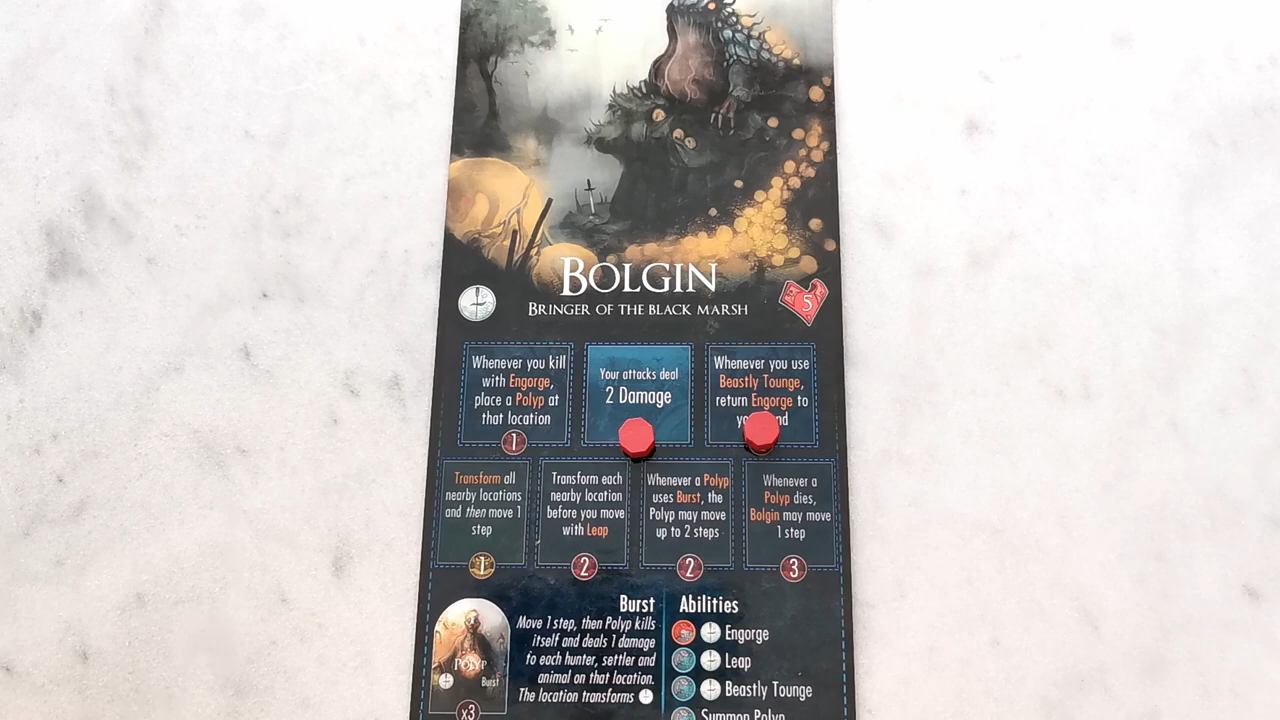 BOLGIN
BRINGER OF THE BLACK MARSH
5
Whenever you kill
with Engorge,
place a Polyp at
that location
1
Your attacks deal
2 Damage
Whenever you use
Beastly Tounge,
return Engorge to
Transform all
nearby locations
and then move 1
step
1
Transform each
nearby location
before you move
with Leap
2
Whenever a Polyp
uses Burst, the
Polyp may move
up to 2 steps
2
Whenever a
Polyp dies,
Bolgin may move
1 step
3
POLYP
Burst
x3
Burst
Move 1 step, then Polyp kills
itself and deals 1 damage
to each hunter, settler and
animal on that location.
The location transforms
Abilities
Engorge
Leap
Beastly Tounge
Summon Polyp